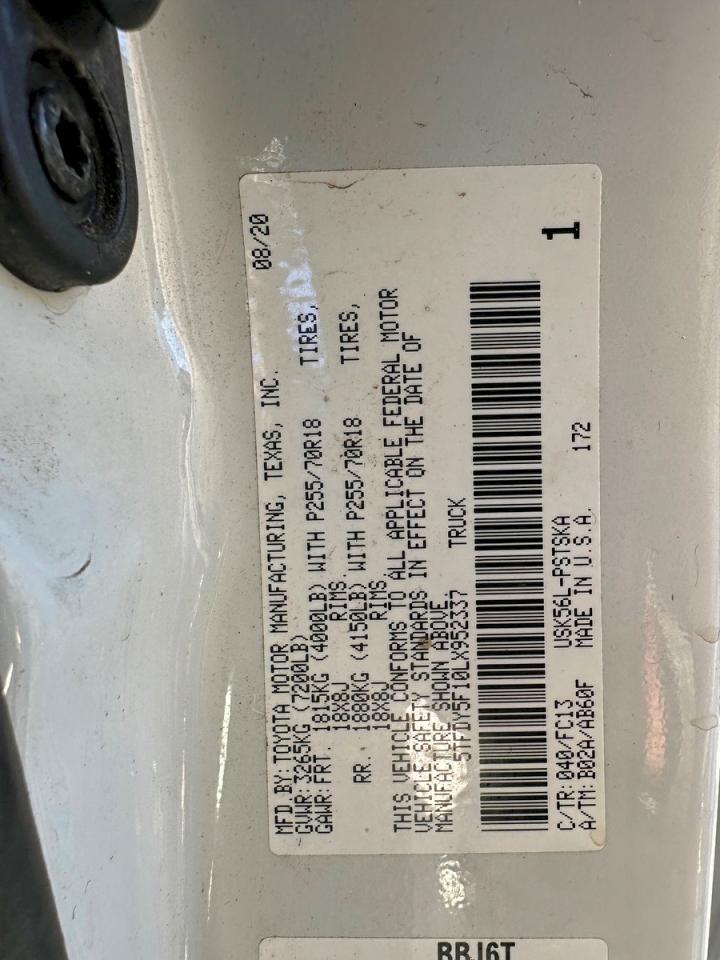 MFD.BY:TOYOTA MOTOR MANUFACTURING, TEXAS, INC. 08/20
GVWR:3265KG (7200LB)
GAWR:FRT. 1815KG (4000LB) WITH P255/70R18 TIRES,
18X8J RIMS,
RR. 1880KG (4150LB) WITH P255/70R18 TIRES,
18X8J RIMS
THIS VEHICLE CONFORMS TO ALL APPLICABLE FEDERAL MOTOR
VEHICLE SAFETY STANDARDS IN EFFECT ON THE DATE OF
MANUFACTURE SHOWN ABOVE.
5TFDY5F10LX952337 TRUCK
1
C/TR:040/FC13 USK56L-PSTSKA 172
A/TM:B02A/AB60F MADE IN U.S.A.